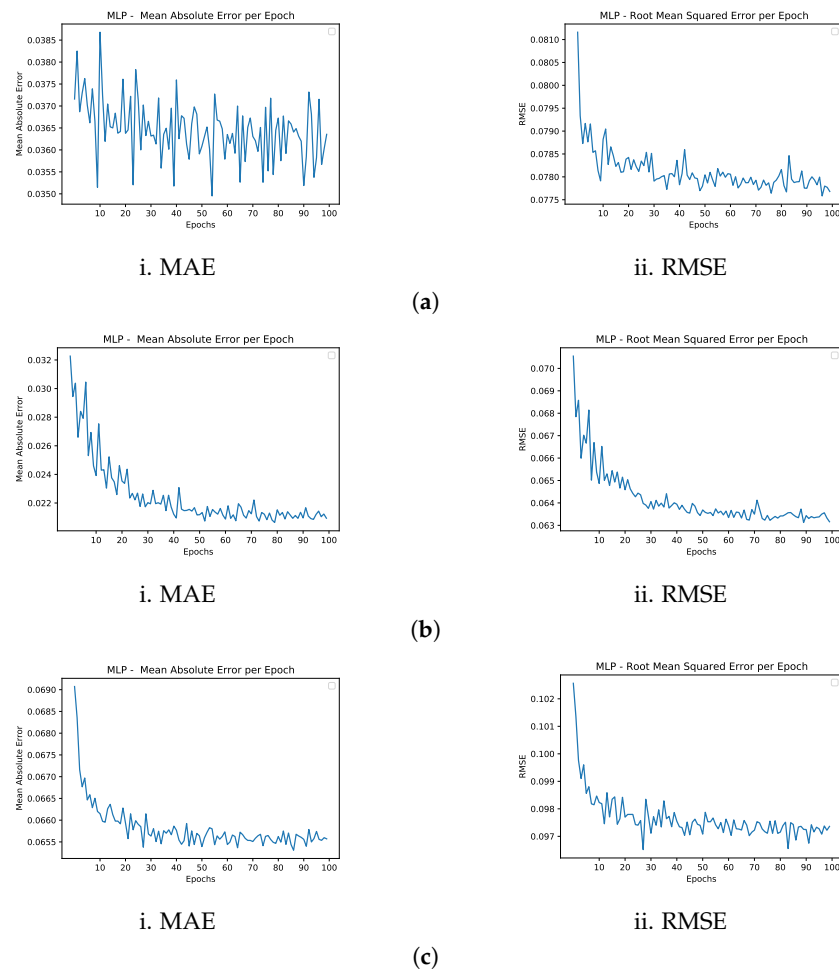 MLP - Mean Absolute Error per Epoch
Mean Absolute Error
0.0385
0.0380
0.0375
0.0370
0.0365
0.0360
0.0355
0.0350
10 20 30 40 50 60 70 80 90 100
Epochs
i. MAE
MLP - Root Mean Squared Error per Epoch
RMSE
0.0810
0.0805
0.0800
0.0795
0.0790
0.0785
0.0780
0.0775
10 20 30 40 50 60 70 80 90 100
Epochs
ii. RMSE
(a)
MLP - Mean Absolute Error per Epoch
Mean Absolute Error
0.032
0.030
0.028
0.026
0.024
0.022
10 20 30 40 50 60 70 80 90 100
Epochs
i. MAE
MLP - Root Mean Squared Error per Epoch
RMSE
0.070
0.069
0.068
0.067
0.066
0.065
0.064
0.063
10 20 30 40 50 60 70 80 90 100
Epochs
ii. RMSE
(b)
MLP - Mean Absolute Error per Epoch
Mean Absolute Error
0.0690
0.0685
0.0680
0.0675
0.0670
0.0665
0.0660
0.0655
10 20 30 40 50 60 70 80 90 100
Epochs
i. MAE
MLP - Root Mean Squared Error per Epoch
RMSE
0.102
0.101
0.100
0.099
0.098
0.097
10 20 30 40 50 60 70 80 90 100
Epochs
ii. RMSE
(c)